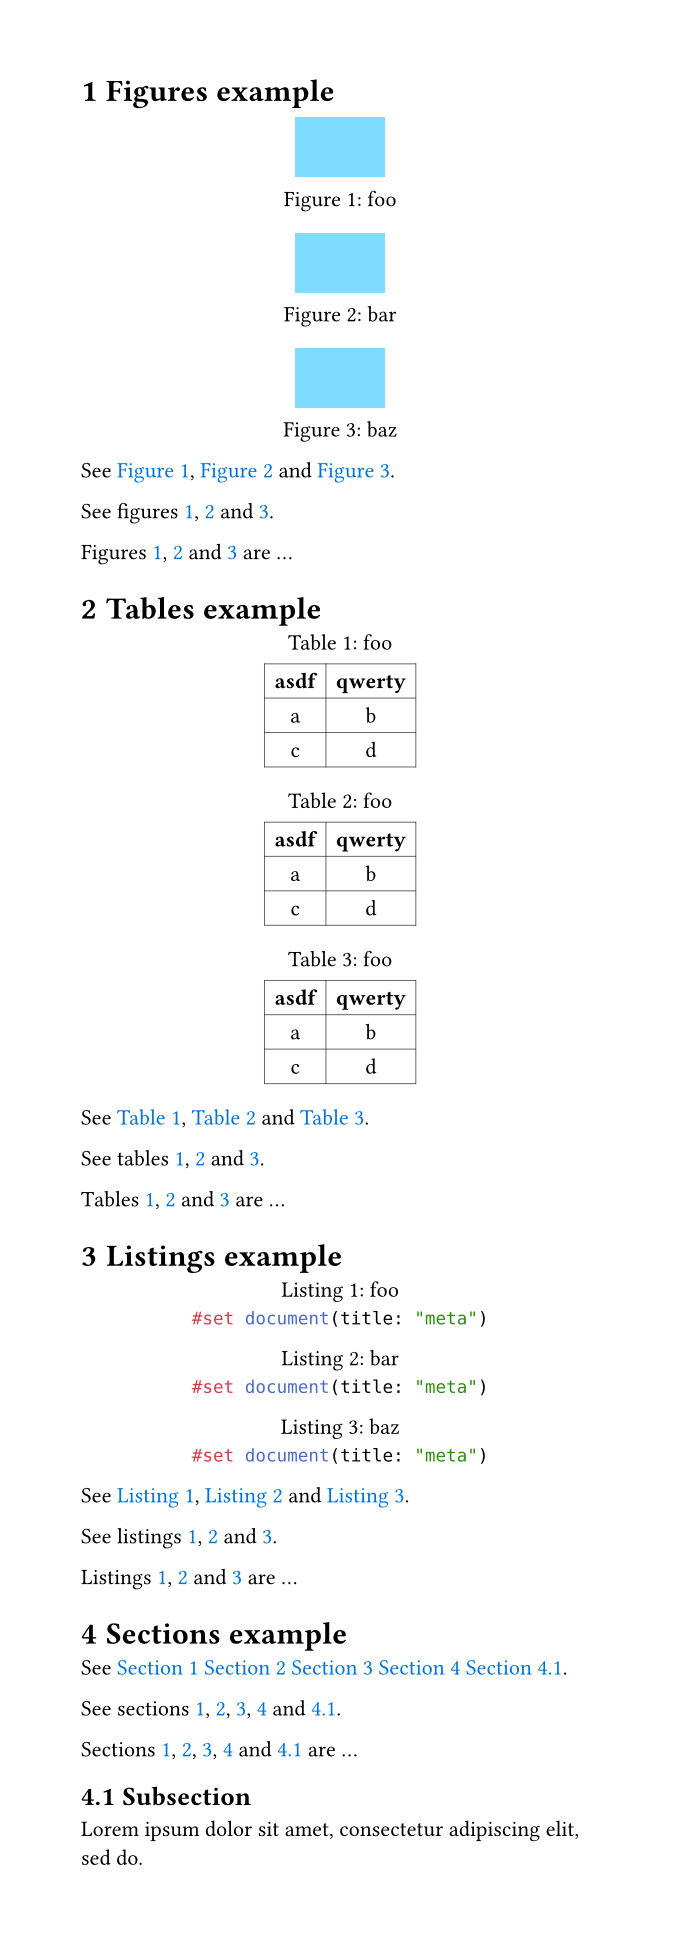 1 Figures example
Figure 1: foo
Figure 2: bar
Figure 3: baz
See Figure 1, Figure 2 and Figure 3.
See figures 1, 2 and 3.
Figures 1, 2 and 3 are …
2 Tables example
Table 1: foo
asdf qwerty
a b
c d
Table 2: foo
asdf qwerty
a b
c d
Table 3: foo
asdf qwerty
a b
c d
See Table 1, Table 2 and Table 3.
See tables 1, 2 and 3.
Tables 1, 2 and 3 are …
3 Listings example
Listing 1: foo
#set document(title: "meta")
Listing 2: bar
#set document(title: "meta")
Listing 3: baz
#set document(title: "meta")
See Listing 1, Listing 2 and Listing 3.
See listings 1, 2 and 3.
Listings 1, 2 and 3 are …
4 Sections example
See Section 1 Section 2 Section 3 Section 4 Section 4.1.
See sections 1, 2, 3, 4 and 4.1.
Sections 1, 2, 3, 4 and 4.1 are …
4.1 Subsection
Lorem ipsum dolor sit amet, consectetur adipiscing elit,
sed do.